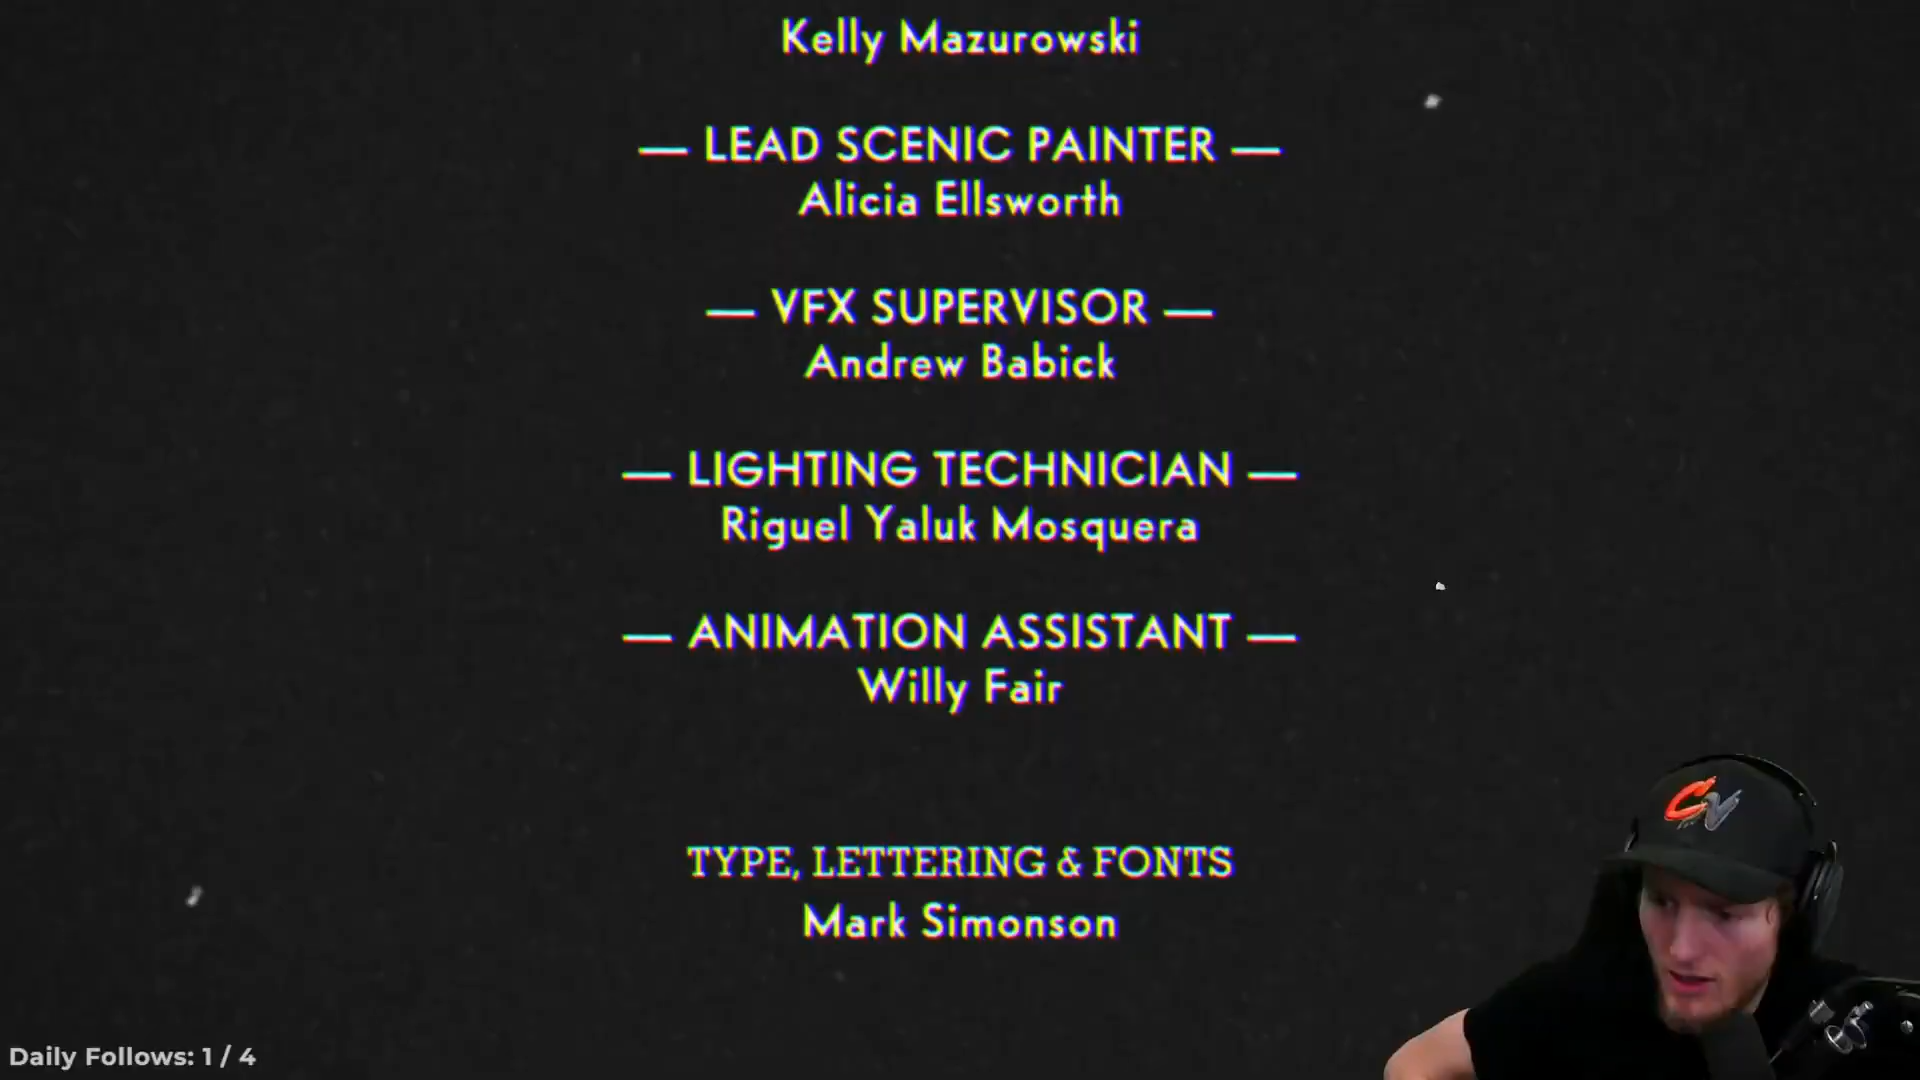 Kelly Mazurowski
— LEAD SCENIC PAINTER —
Alicia Ellsworth
— VFX SUPERVISOR —
Andrew Babick
— LIGHTING TECHNICIAN —
Riguel Yaluk Mosquera
— ANIMATION ASSISTANT —
Willy Fair
TYPE, LETTERING & FONTS
Mark Simonson
CV
Daily Follows: 1 / 4